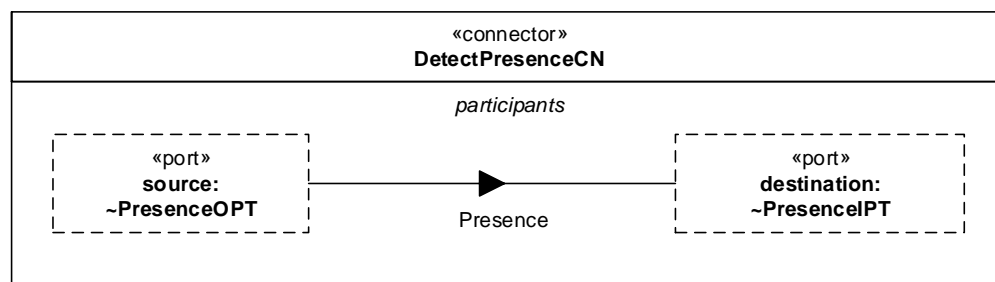 «connector»
DetectPresenceCN
participants
«port»
source:
~PresenceOPT
Presence
«port»
destination:
~PresenceIPT